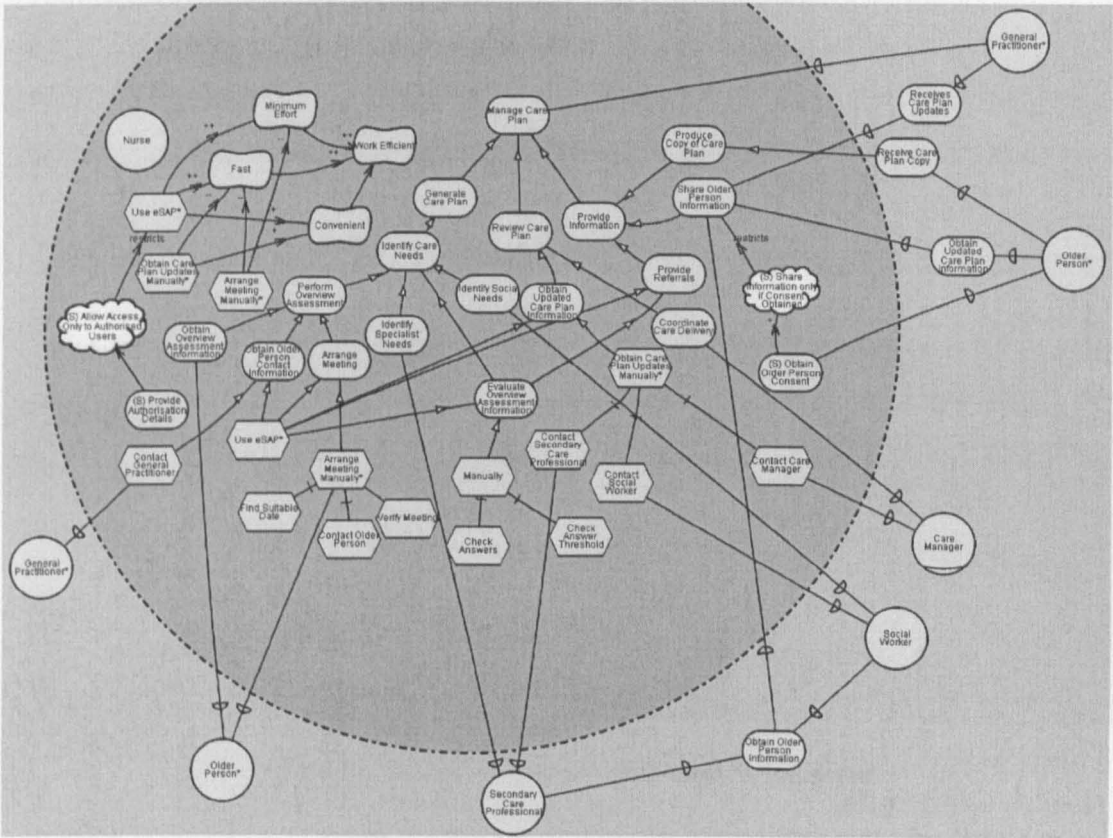 General
Practitioner*
Receives
Care Plan
Updates
Receive Care
Plan Copy
Older
Person*
Obtain
Updated
Care Plan
Information
Nurse
Minimum
Effort
Work Efficient
Fast
Convenient
Use eSAP*
restricts
Obtain Care
Plan Updates
Manually*
Arrange
Meeting
Manually*
(S) Allow Access
Only to Authorised
Users
(S) Provide
Authorisation
Details
Manage Care
Plan
Generate
Care Plan
Review Care
Plan
Provide
Information
Produce
Copy of Care
Plan
Share Older
Person
Information
restricts
(S) Share
Information only
if Consent
Obtained
(S) Obtain
Older Person
Consent
Identify Care
Needs
Perform
Overview
Assessment
Identify Social
Needs
Obtain
Updated
Care Plan
Information
Provide
Referrals
Coordinate
Care Delivery
Obtain
Overview
Assessment
Information
Obtain Older
Person
Contact
Information
Arrange
Meeting
Identify
Specialist
Needs
Obtain Care
Plan Updates
Manually*
Evaluate
Overview
Assessment
Information
Use eSAP*
Contact
General
Practitioner
Arrange
Meeting
Manually*
Find Suitable
Date
Contact Older
Person
Verify Meeting
Manually
Check
Answers
Check
Answer
Threshold
Contact
Secondary
Care
Professional
Contact
Social
Worker
Contact Care
Manager
General
Practitioner*
Care
Manager
Social
Worker
Obtain Older
Person
Information
Older
Person*
Secondary
Care
Professional